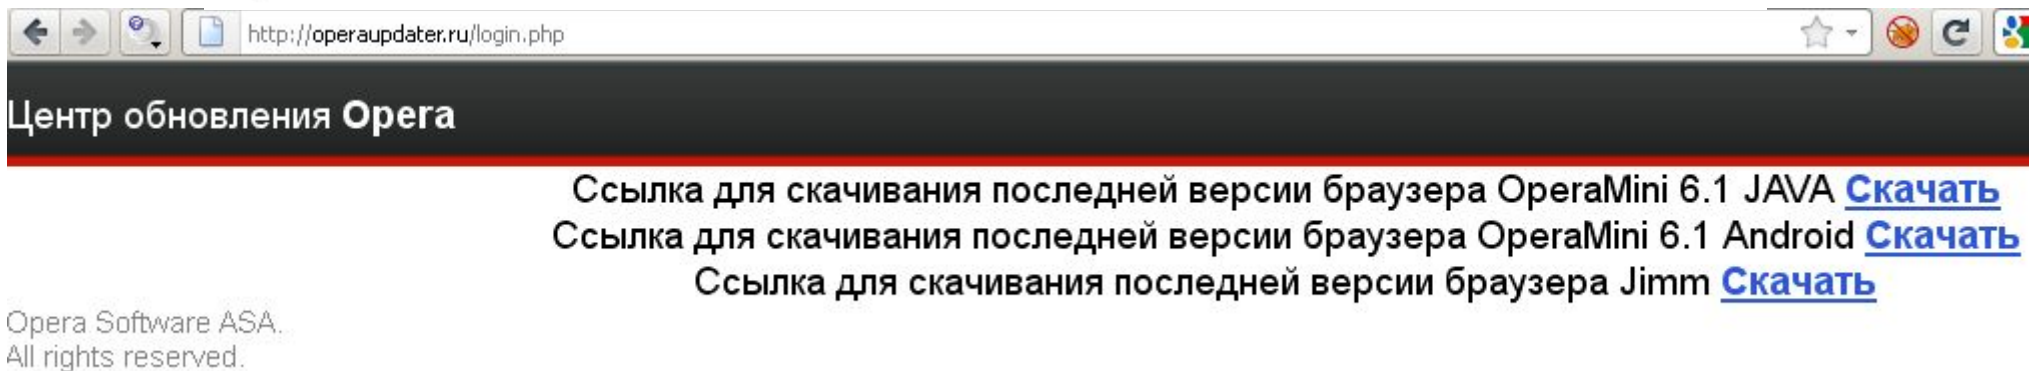 http://operaupdater.ru/login.php
Центр обновления Opera
Ссылка для скачивания последней версии браузера OperaMini 6.1 JAVA Скачать
Ссылка для скачивания последней версии браузера OperaMini 6.1 Android Скачать
Ссылка для скачивания последней версии браузера Jimm Скачать
Opera Software ASA.
All rights reserved.